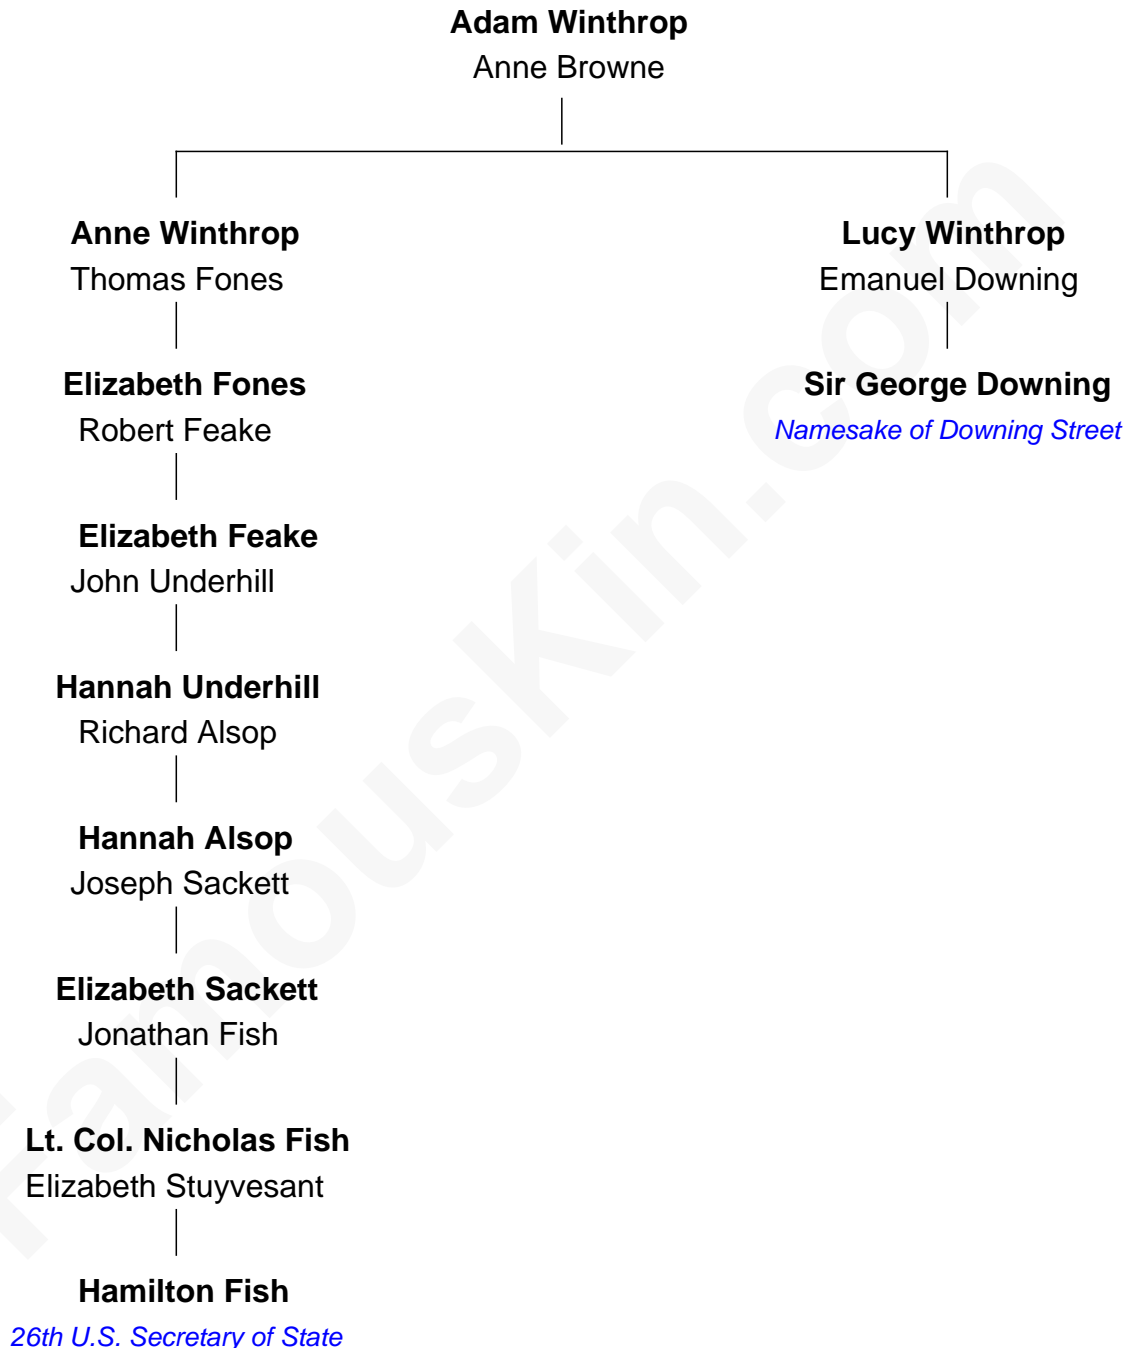 Adam Winthrop
Anne Browne
Anne Winthrop
Thomas Fones
Lucy Winthrop
Emanuel Downing
Elizabeth Fones
Robert Feake
Sir George Downing
Namesake of Downing Street
Elizabeth Feake
John Underhill
Hannah Underhill
Richard Alsop
Hannah Alsop
Joseph Sackett
Elizabeth Sackett
Jonathan Fish
Lt. Col. Nicholas Fish
Elizabeth Stuyvesant
Hamilton Fish
26th U.S. Secretary of State
FamousKin.com